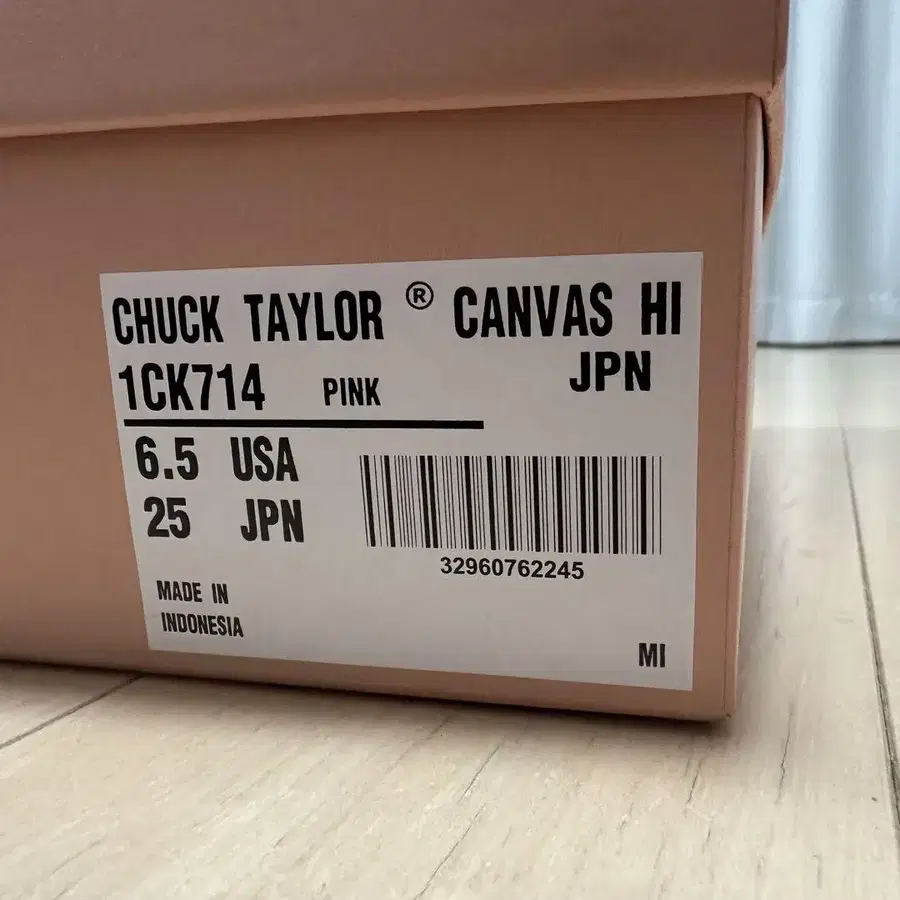 CHUCK TAYLOR ® CANVAS HI
JPN
1CK714 PINK
6.5 USA
25 JPN
32960762245
MADE IN
INDONESIA
MI